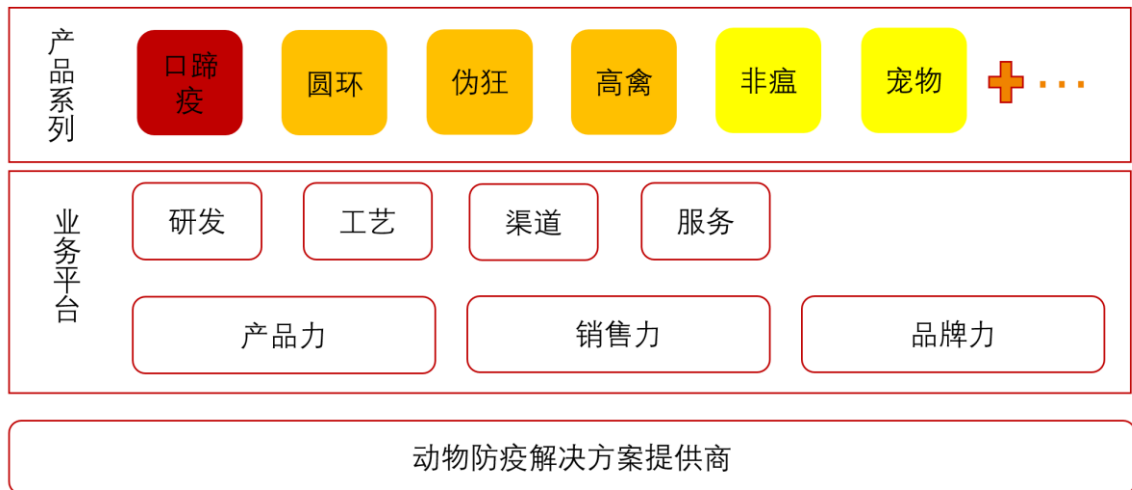 产品系列
口蹄
疫
圆环
伪狂
高禽
非瘟
宠物
…
业务平台
研发
工艺
渠道
服务
产品力
销售力
品牌力
动物防疫解决方案提供商